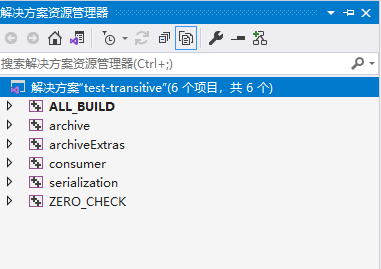 解决方案资源管理器
搜索解决方案资源管理器(Ctrl+;)
解决方案"test-transitive"(6 个项目，共 6 个)
ALL_BUILD
archive
archiveExtras
consumer
serialization
ZERO_CHECK